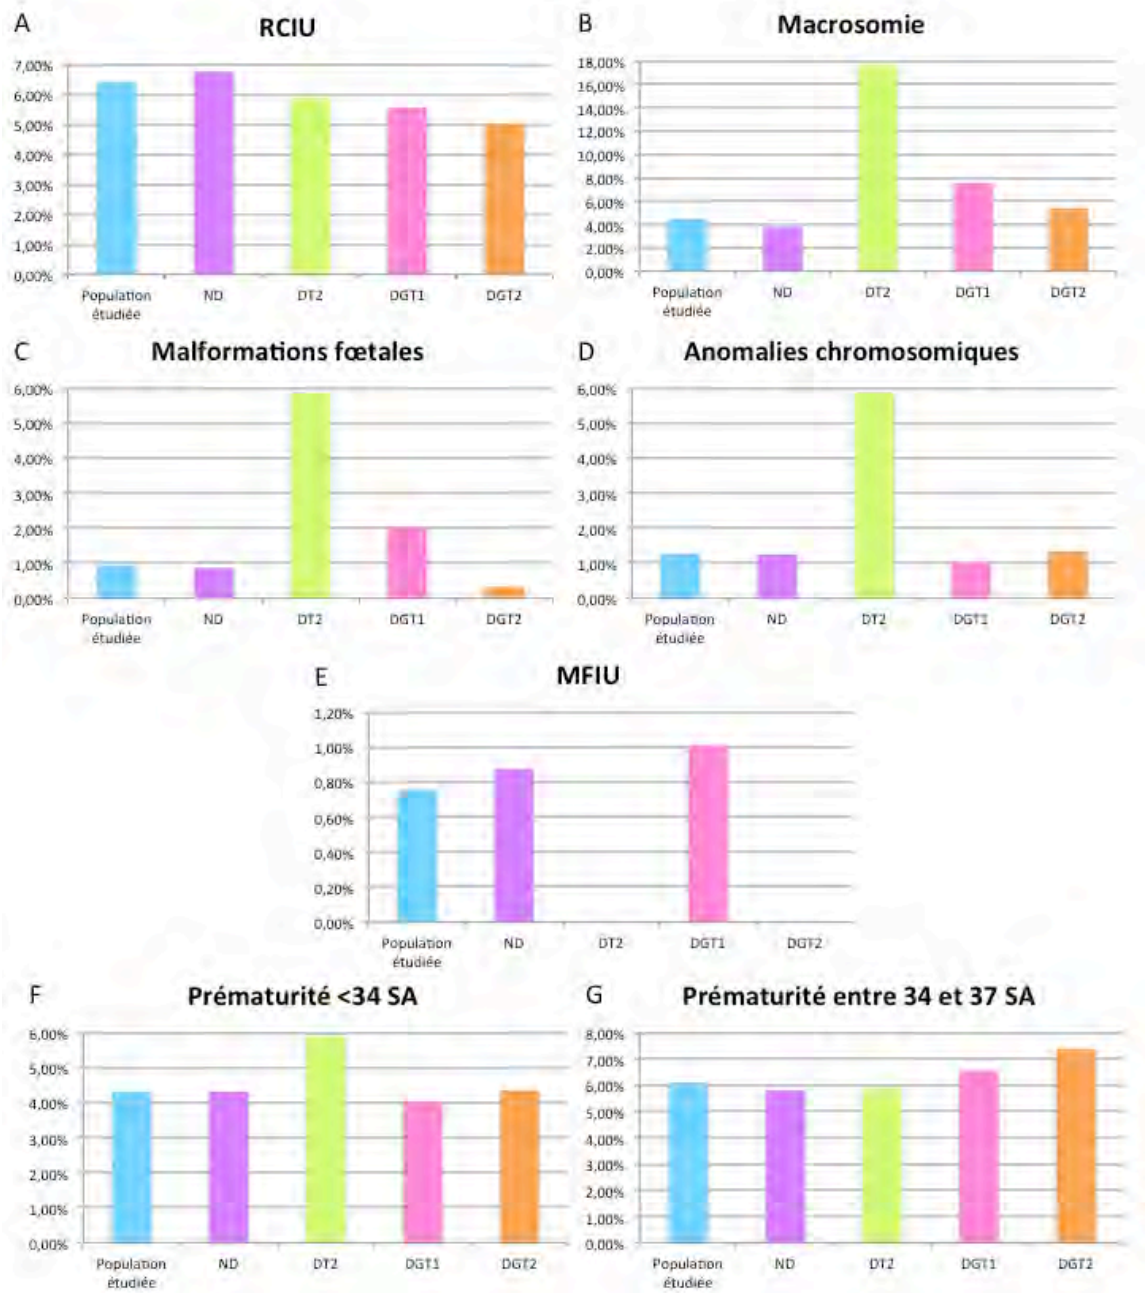 A
RCIU
7,00%
6,00%
5,00%
4,00%
3,00%
2,00%
1,00%
0,00%
Population étudiée
ND
DT2
DGT1
DGT2
B
Macrosomie
18,00%
16,00%
14,00%
12,00%
10,00%
8,00%
6,00%
4,00%
2,00%
0,00%
Population étudiée
ND
DT2
DGT1
DGT2
C
Malformations fœtales
6,00%
5,00%
4,00%
3,00%
2,00%
1,00%
0,00%
Population étudiée
ND
DT2
DGT1
DGT2
D
Anomalies chromosomiques
6,00%
5,00%
4,00%
3,00%
2,00%
1,00%
0,00%
Population étudiée
ND
DT2
DGT1
DGT2
E
MFIU
1,20%
1,00%
0,80%
0,60%
0,40%
0,20%
0,00%
Population étudiée
ND
DT2
DGT1
DGT2
F
Prématurité <34 SA
6,00%
5,00%
4,00%
3,00%
2,00%
1,00%
0,00%
Population étudiée
ND
DT2
DGT1
DGT2
G
Prématurité entre 34 et 37 SA
8,00%
7,00%
6,00%
5,00%
4,00%
3,00%
2,00%
1,00%
0,00%
Population étudiée
ND
DT2
DGT1
DGT2